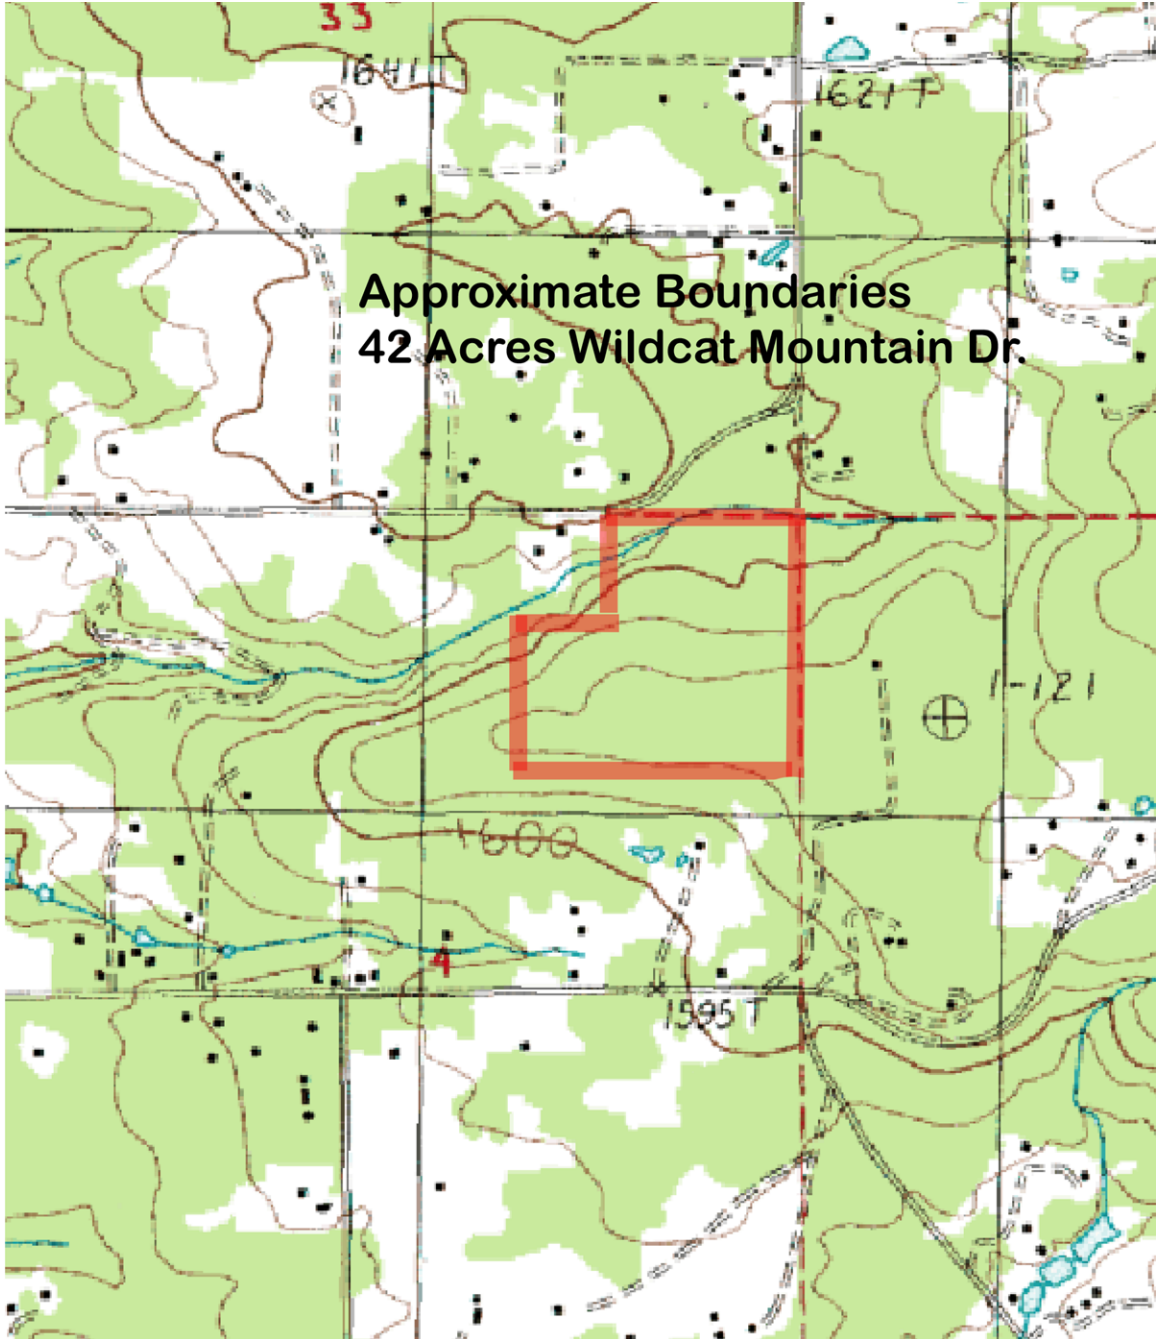 33
1641 T
1621 T
Approximate Boundaries
42 Acres Wildcat Mountain Dr.
1-121
1600
4
1595 T